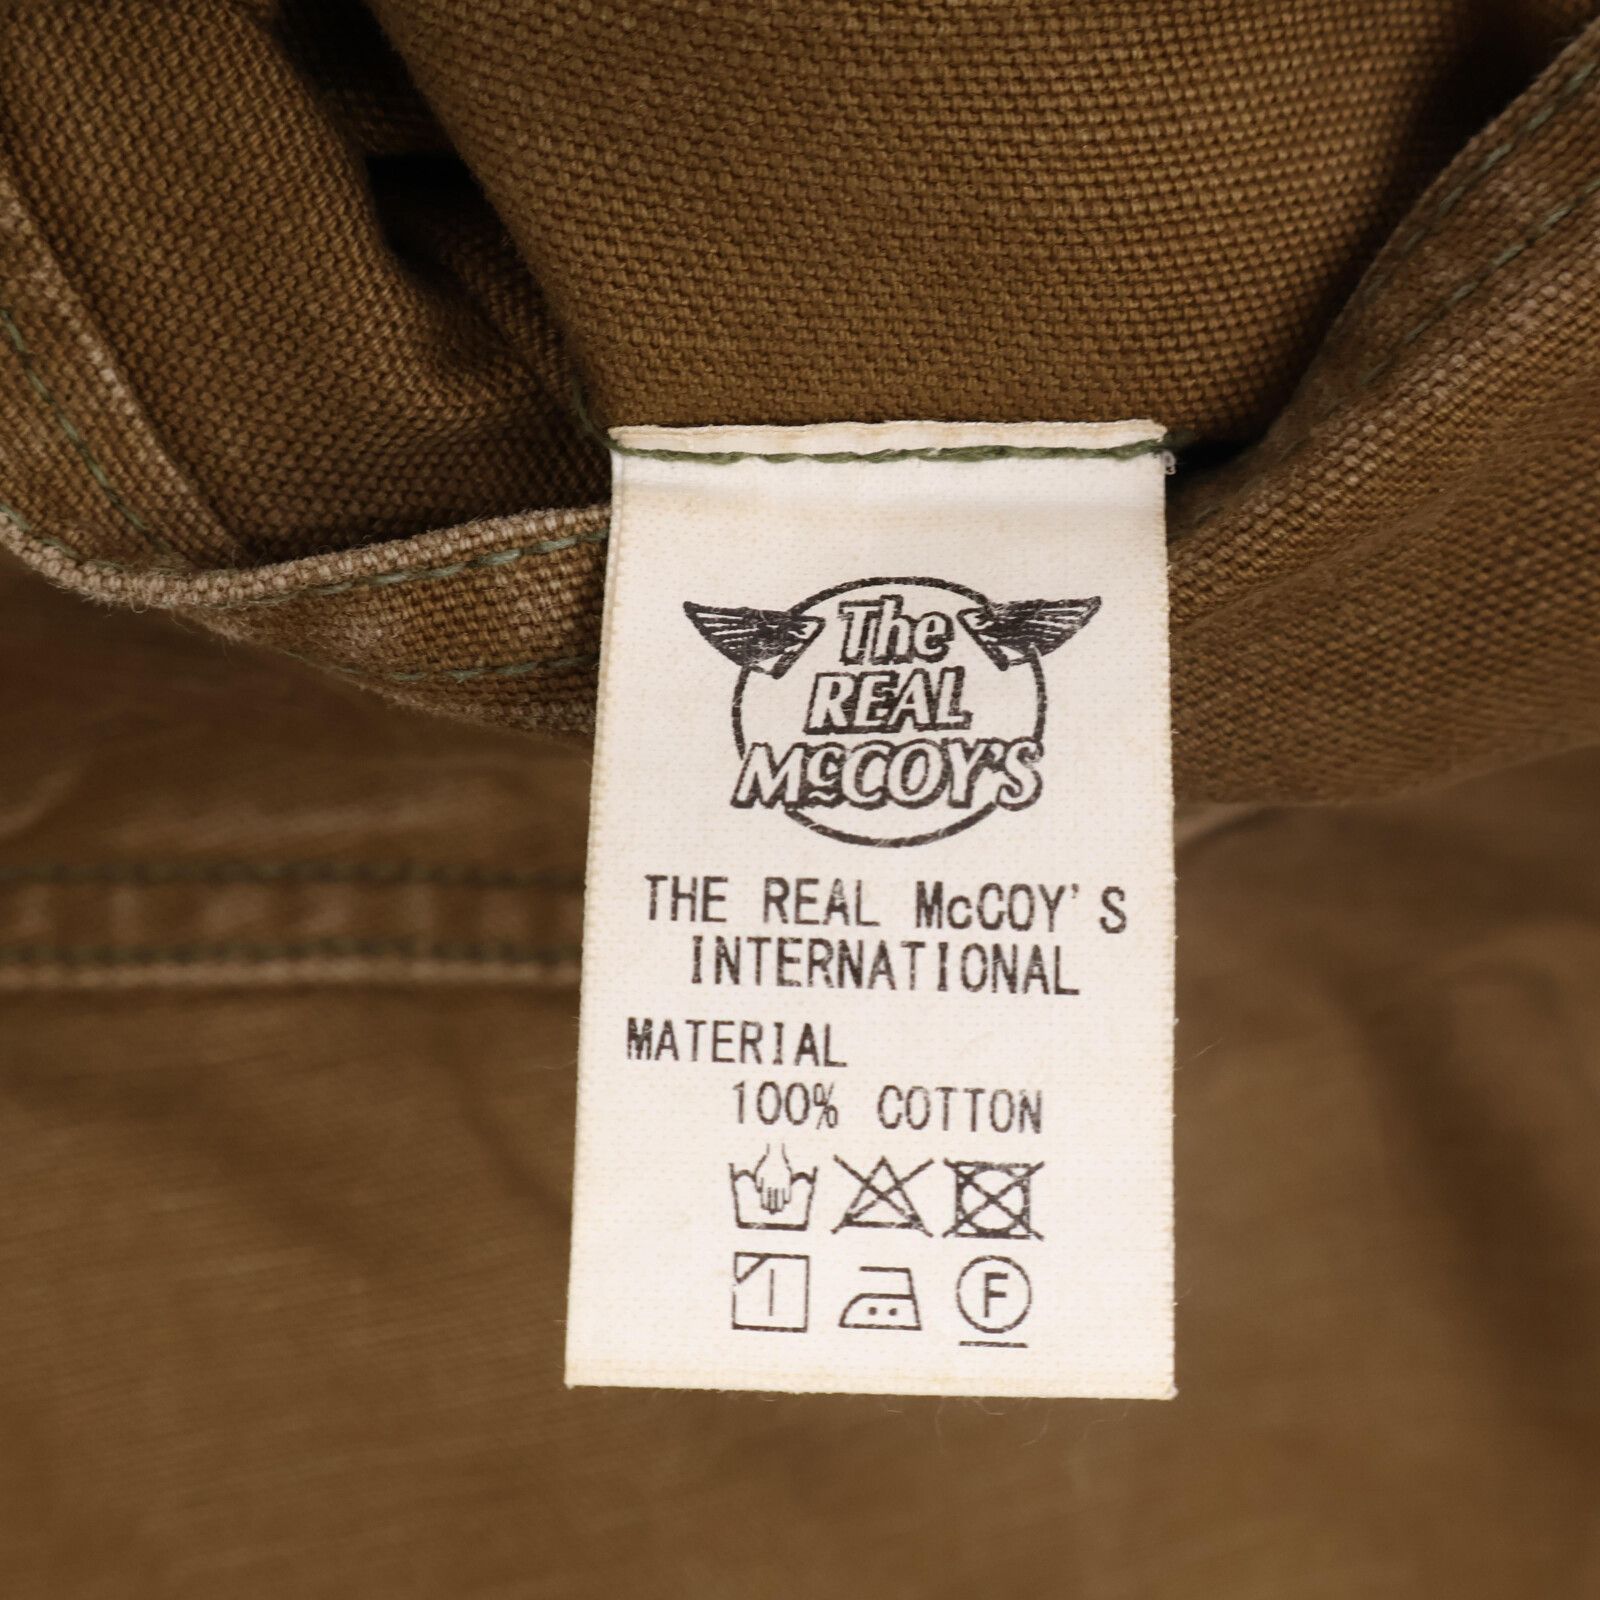 The
REAL
McCOY'S
THE REAL McCOY'S
INTERNATIONAL
MATERIAL
100% COTTON
F